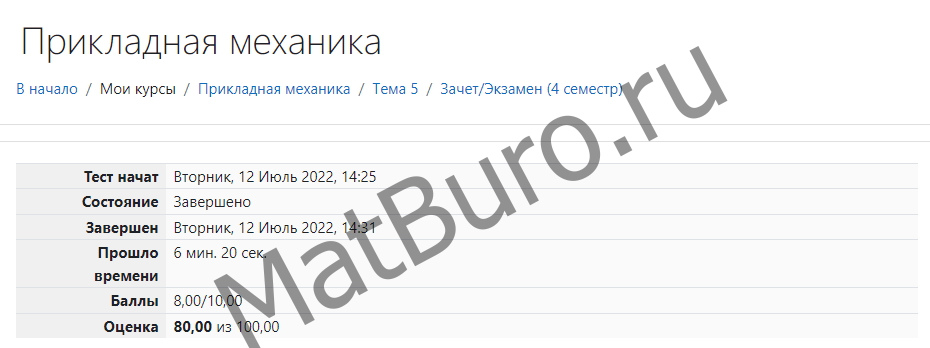 Прикладная механика
В начало / Мои курсы / Прикладная механика / Тема 5 / Зачет/Экзамен (4 семестр)
Тест начат Вторник, 12 Июль 2022, 14:25
Состояние Завершено
Завершен Вторник, 12 Июль 2022, 14:31
Прошло 6 мин. 20 сек.
времени
Баллы 8,00/10,00
Оценка 80,00 из 100,00
MatBuro.ru